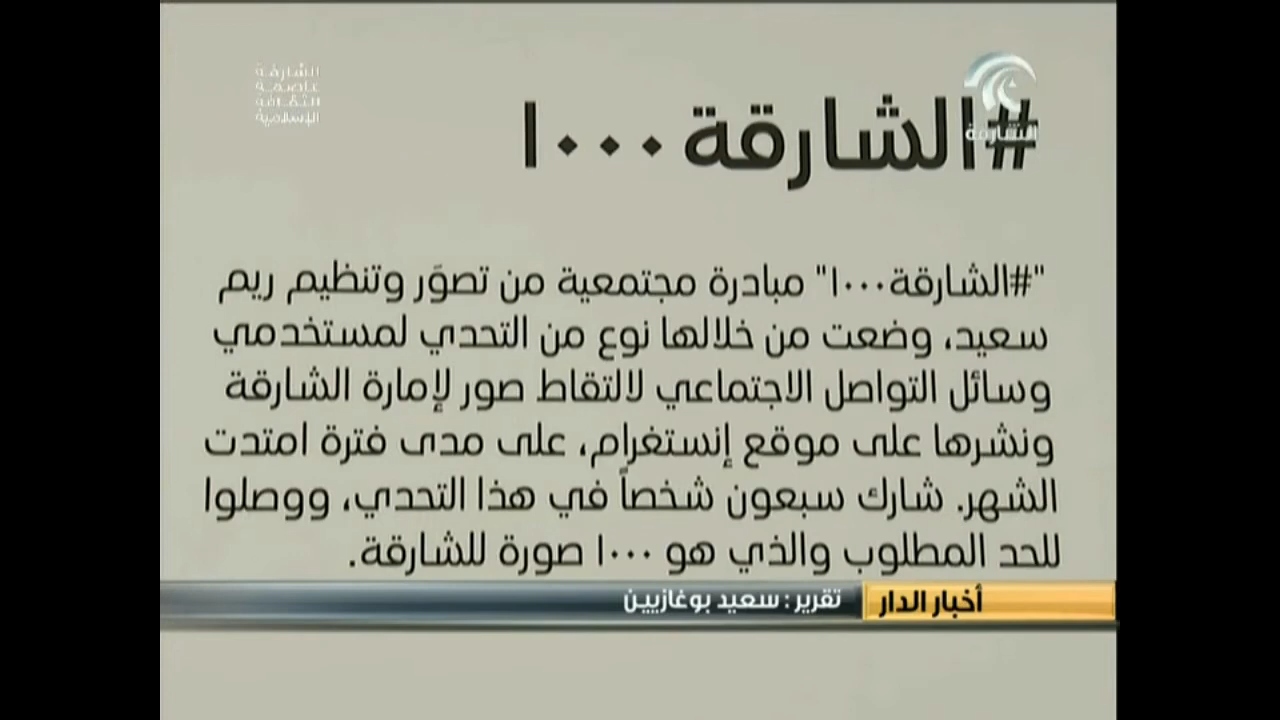 الشارقة
عاصمة
الثقافة
الإسلامية
الشارقة
#الشارقة ١٠٠٠
"#الشارقة١٠٠٠" مبادرة مجتمعية من تصوَر وتنظيم ريم
سعيد، وضعت من خلالها نوع من التحدي لمستخدمي
وسائل التواصل الاجتماعي لالتقاط صور لإمارة الشارقة
ونشرها على موقع إنستغرام، على مدى فترة امتدت
الشهر. شارك سبعون شخصاً في هذا التحدي، ووصلوا
للحد المطلوب والذي هو ١٠٠٠ صورة للشارقة.
أخبار الدار
تقرير : سعيد بوغازيين